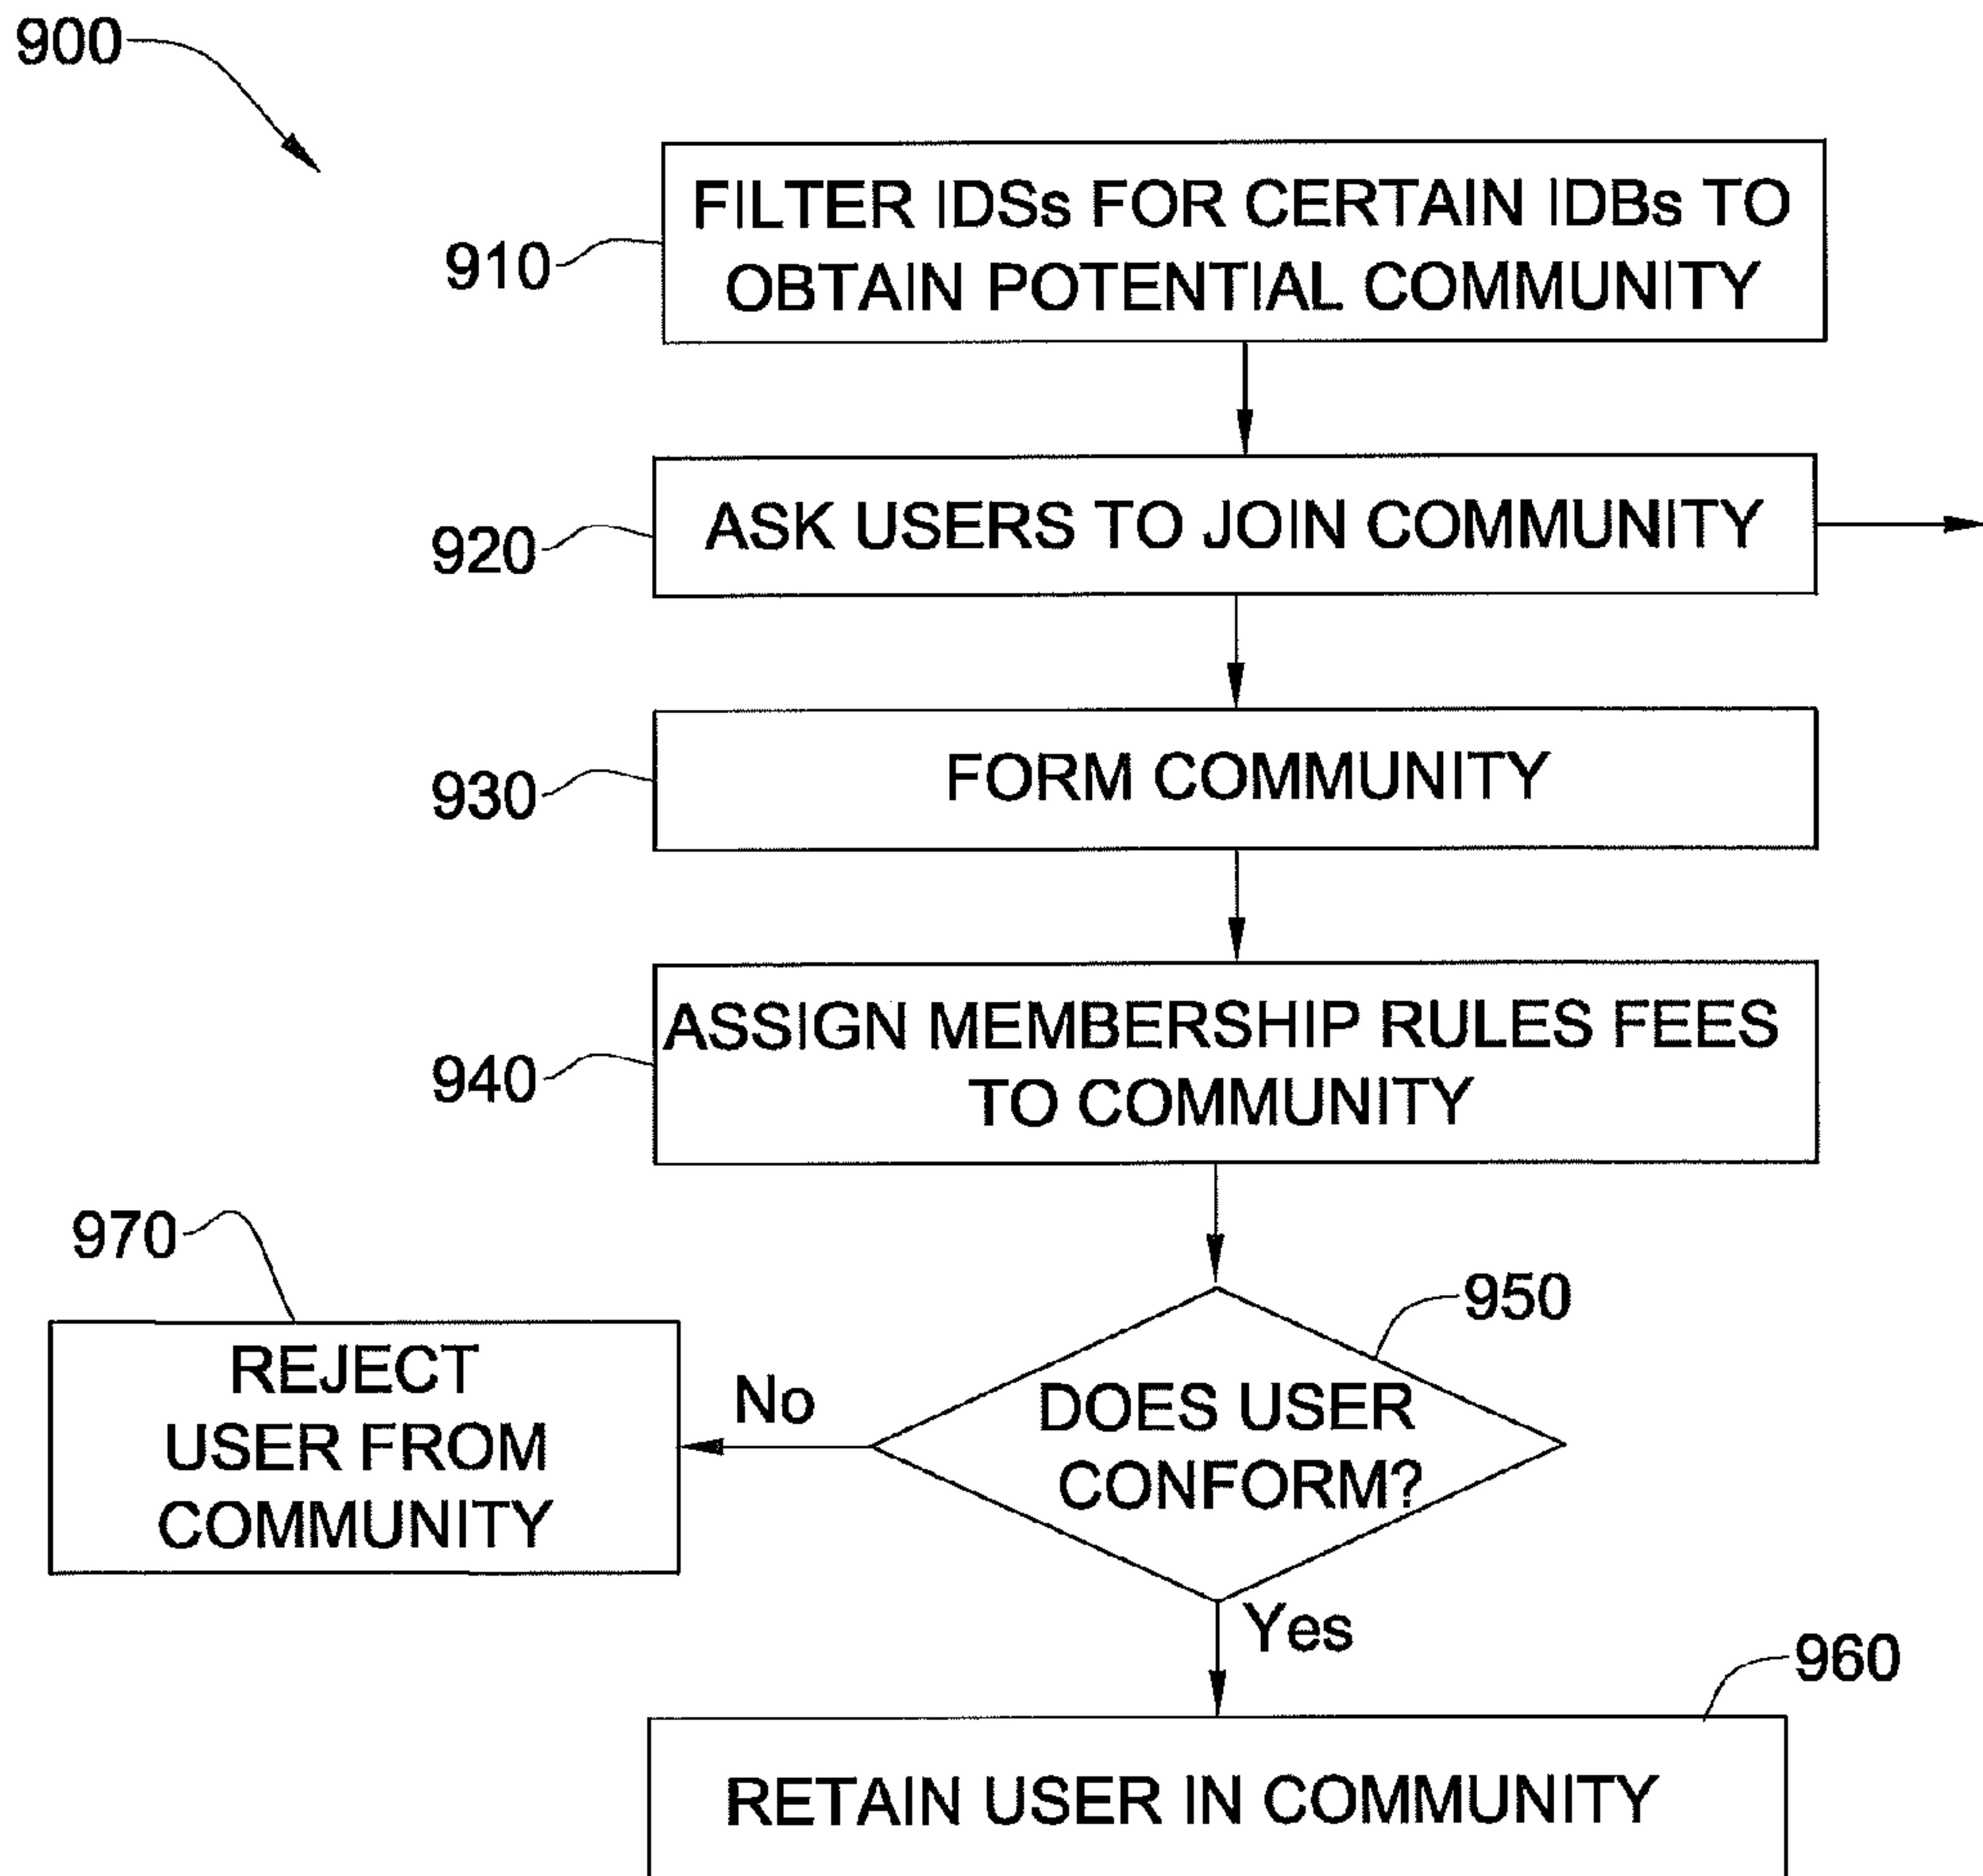 900
910
FILTER IDSs FOR CERTAIN IDBs TO
OBTAIN POTENTIAL COMMUNITY
920
ASK USERS TO JOIN COMMUNITY
930
FORM COMMUNITY
940
ASSIGN MEMBERSHIP RULES FEES
TO COMMUNITY
970
REJECT
USER FROM
COMMUNITY
No
950
DOES USER
CONFORM?
Yes
960
RETAIN USER IN COMMUNITY